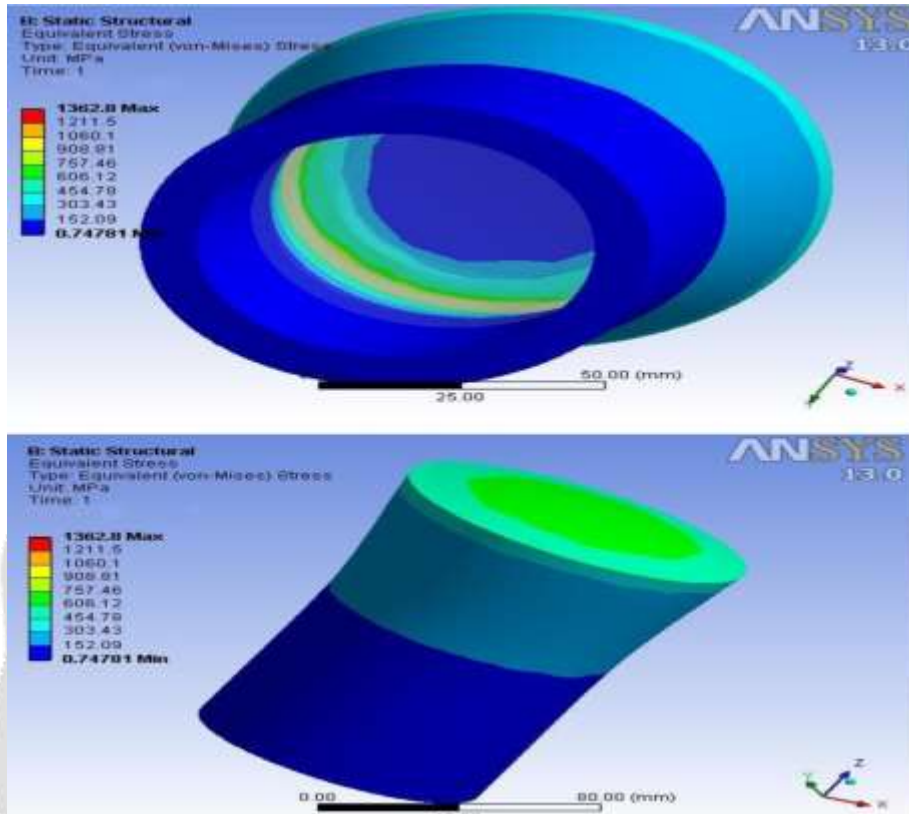 B: Static Structural
Equivalent Stress
Type: Equivalent (von-Mises) Stress
Unit: MPa
Time: 1
ANSYS
13.0
1362.8 Max
1211.5
1060.1
908.81
757.46
606.12
454.78
303.43
152.09
0.74781
50.00 (mm)
25.00
Z
X
B: Static Structural
Equivalent Stress
Type: Equivalent (von-Mises) Stress
Unit: MPa
Time: 1
ANSYS
13.0
1362.8 Max
1211.5
1060.1
908.81
757.46
606.12
454.78
303.43
152.09
0.74781 Min
0.00
80.00 (mm)
Y
Z
X